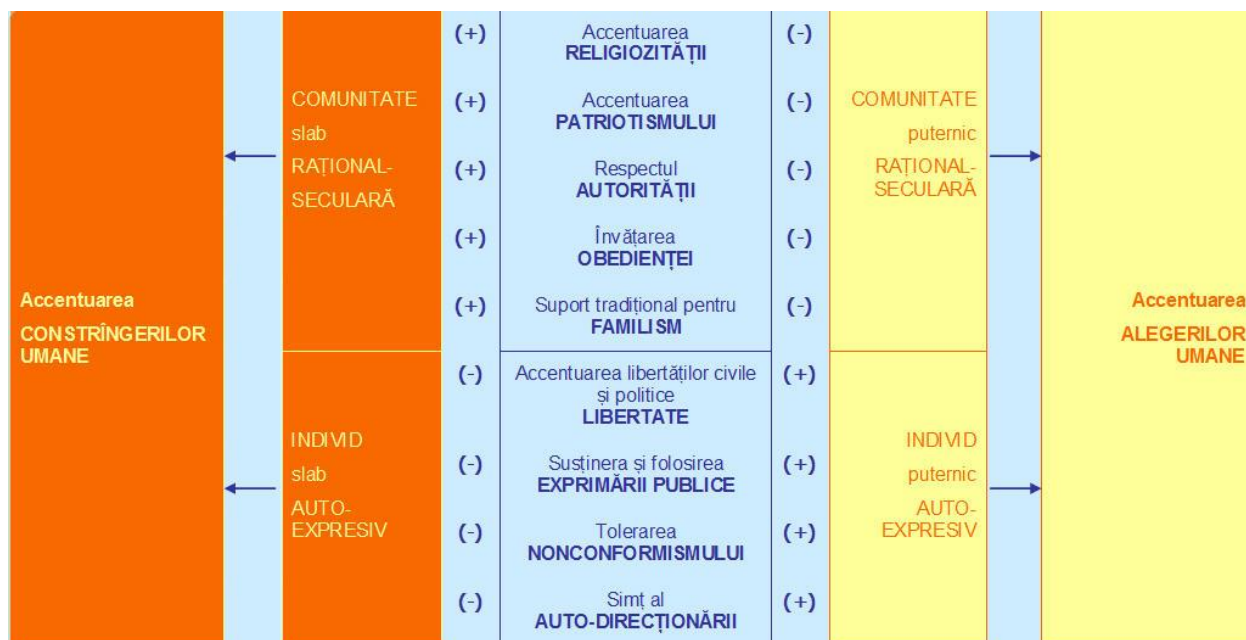 Accentuarea
CONSTRÎNGERILOR
UMANE
COMUNITATE
slab
RAȚIONAL-
SECULARĂ
INDIVID
slab
AUTO-
EXPRESIV
(+) Accentuarea (-)
RELIGIOZITĂȚII
(+) Accentuarea (-)
PATRIOTISMULUI
(+) Respectul (-)
AUTORITĂȚII
(+) Învățarea (-)
OBEDIENȚEI
(+) Suport tradițional pentru (-)
FAMILISM
(-) Accentuarea libertăților civile (+)
și politice
LIBERTATE
(-) Susținera și folosirea (+)
EXPRIMĂRII PUBLICE
(-) Tolerarea (+)
NONCONFORMISMULUI
(-) Simț al (+)
AUTO-DIRECȚIONĂRII
COMUNITATE
puternic
RAȚIONAL-
SECULARĂ
INDIVID
puternic
AUTO-
EXPRESIV
Accentuarea
ALEGERILOR
UMANE